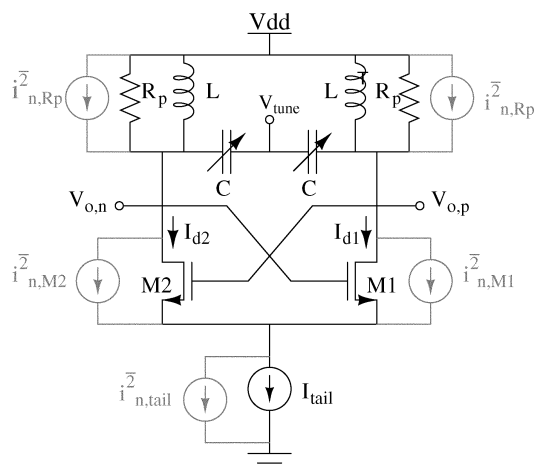 Vdd
i̅²n,Rp
Rp
L
Vtune
L
T
Rp
i̅²n,Rp
C
C
Vo,n
Vo,p
Id2
Id1
i̅²n,M2
M2
M1
i̅²n,M1
i̅²n,tail
Itail